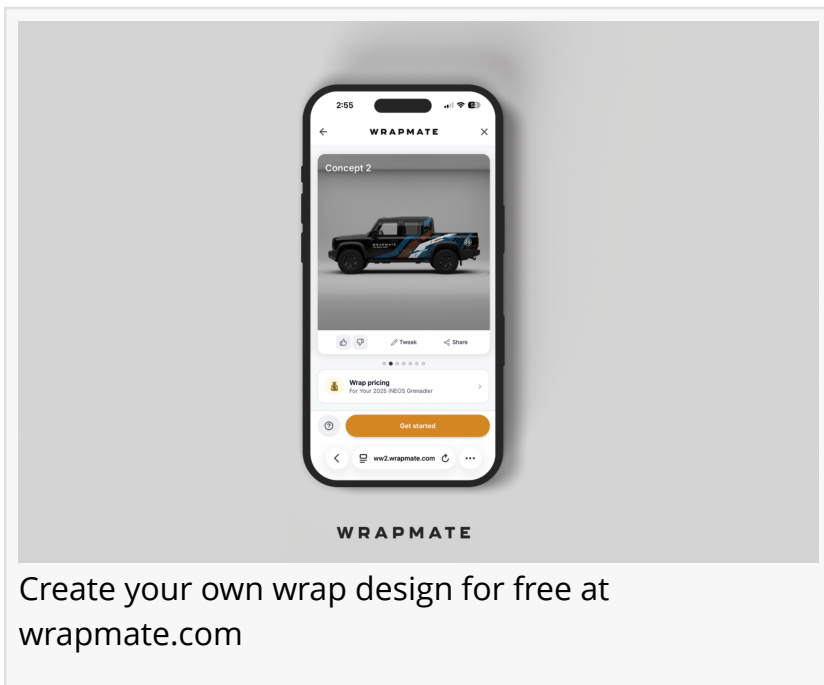 2:55
WRAPMATE
Concept 2
Tweak
Share
Wrap pricing
For Your 2025 INEOS Grenadier
Get started
ww2.wrapmate.com
WRAPMATE
Create your own wrap design for free at
wrapmate.com